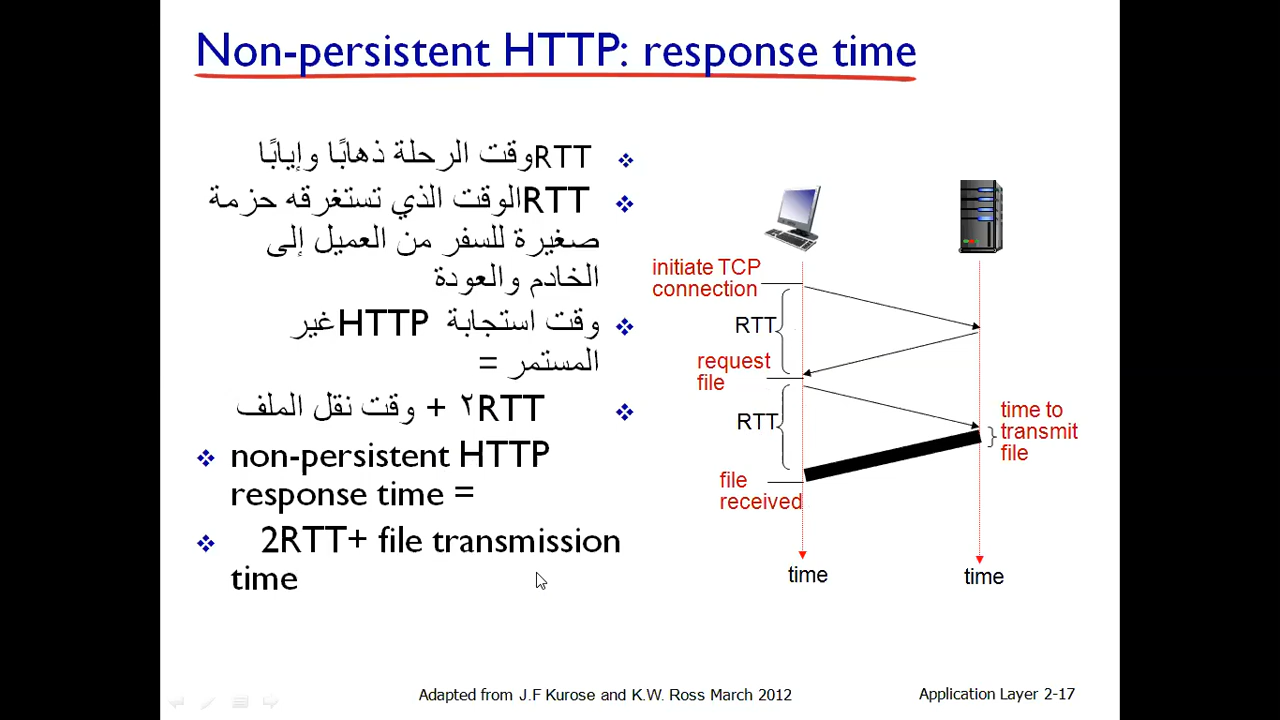 Non-persistent HTTP: response time
RTTوقت الرحلة ذهابًا وإيابًا
RTTالوقت الذي تستغرقه حزمة
صغيرة للسفر من العميل إلى
الخادم والعودة
وقت استجابة HTTPغير
المستمر =
٢RTT + وقت نقل الملف
non-persistent HTTP
response time =
2RTT+ file transmission
time
initiate TCP
connection
RTT
request
file
RTT
time to
transmit
file
file
received
time
time
Adapted from J.F Kurose and K.W. Ross March 2012
Application Layer 2-17